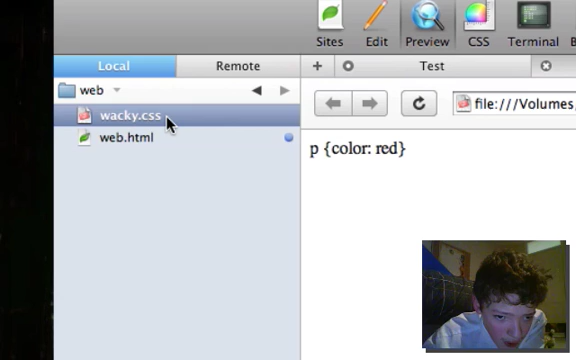 Sites Edit Preview CSS Terminal
Local Remote + Test
web
file:///Volumes
wacky.css
web.html
p {color: red}